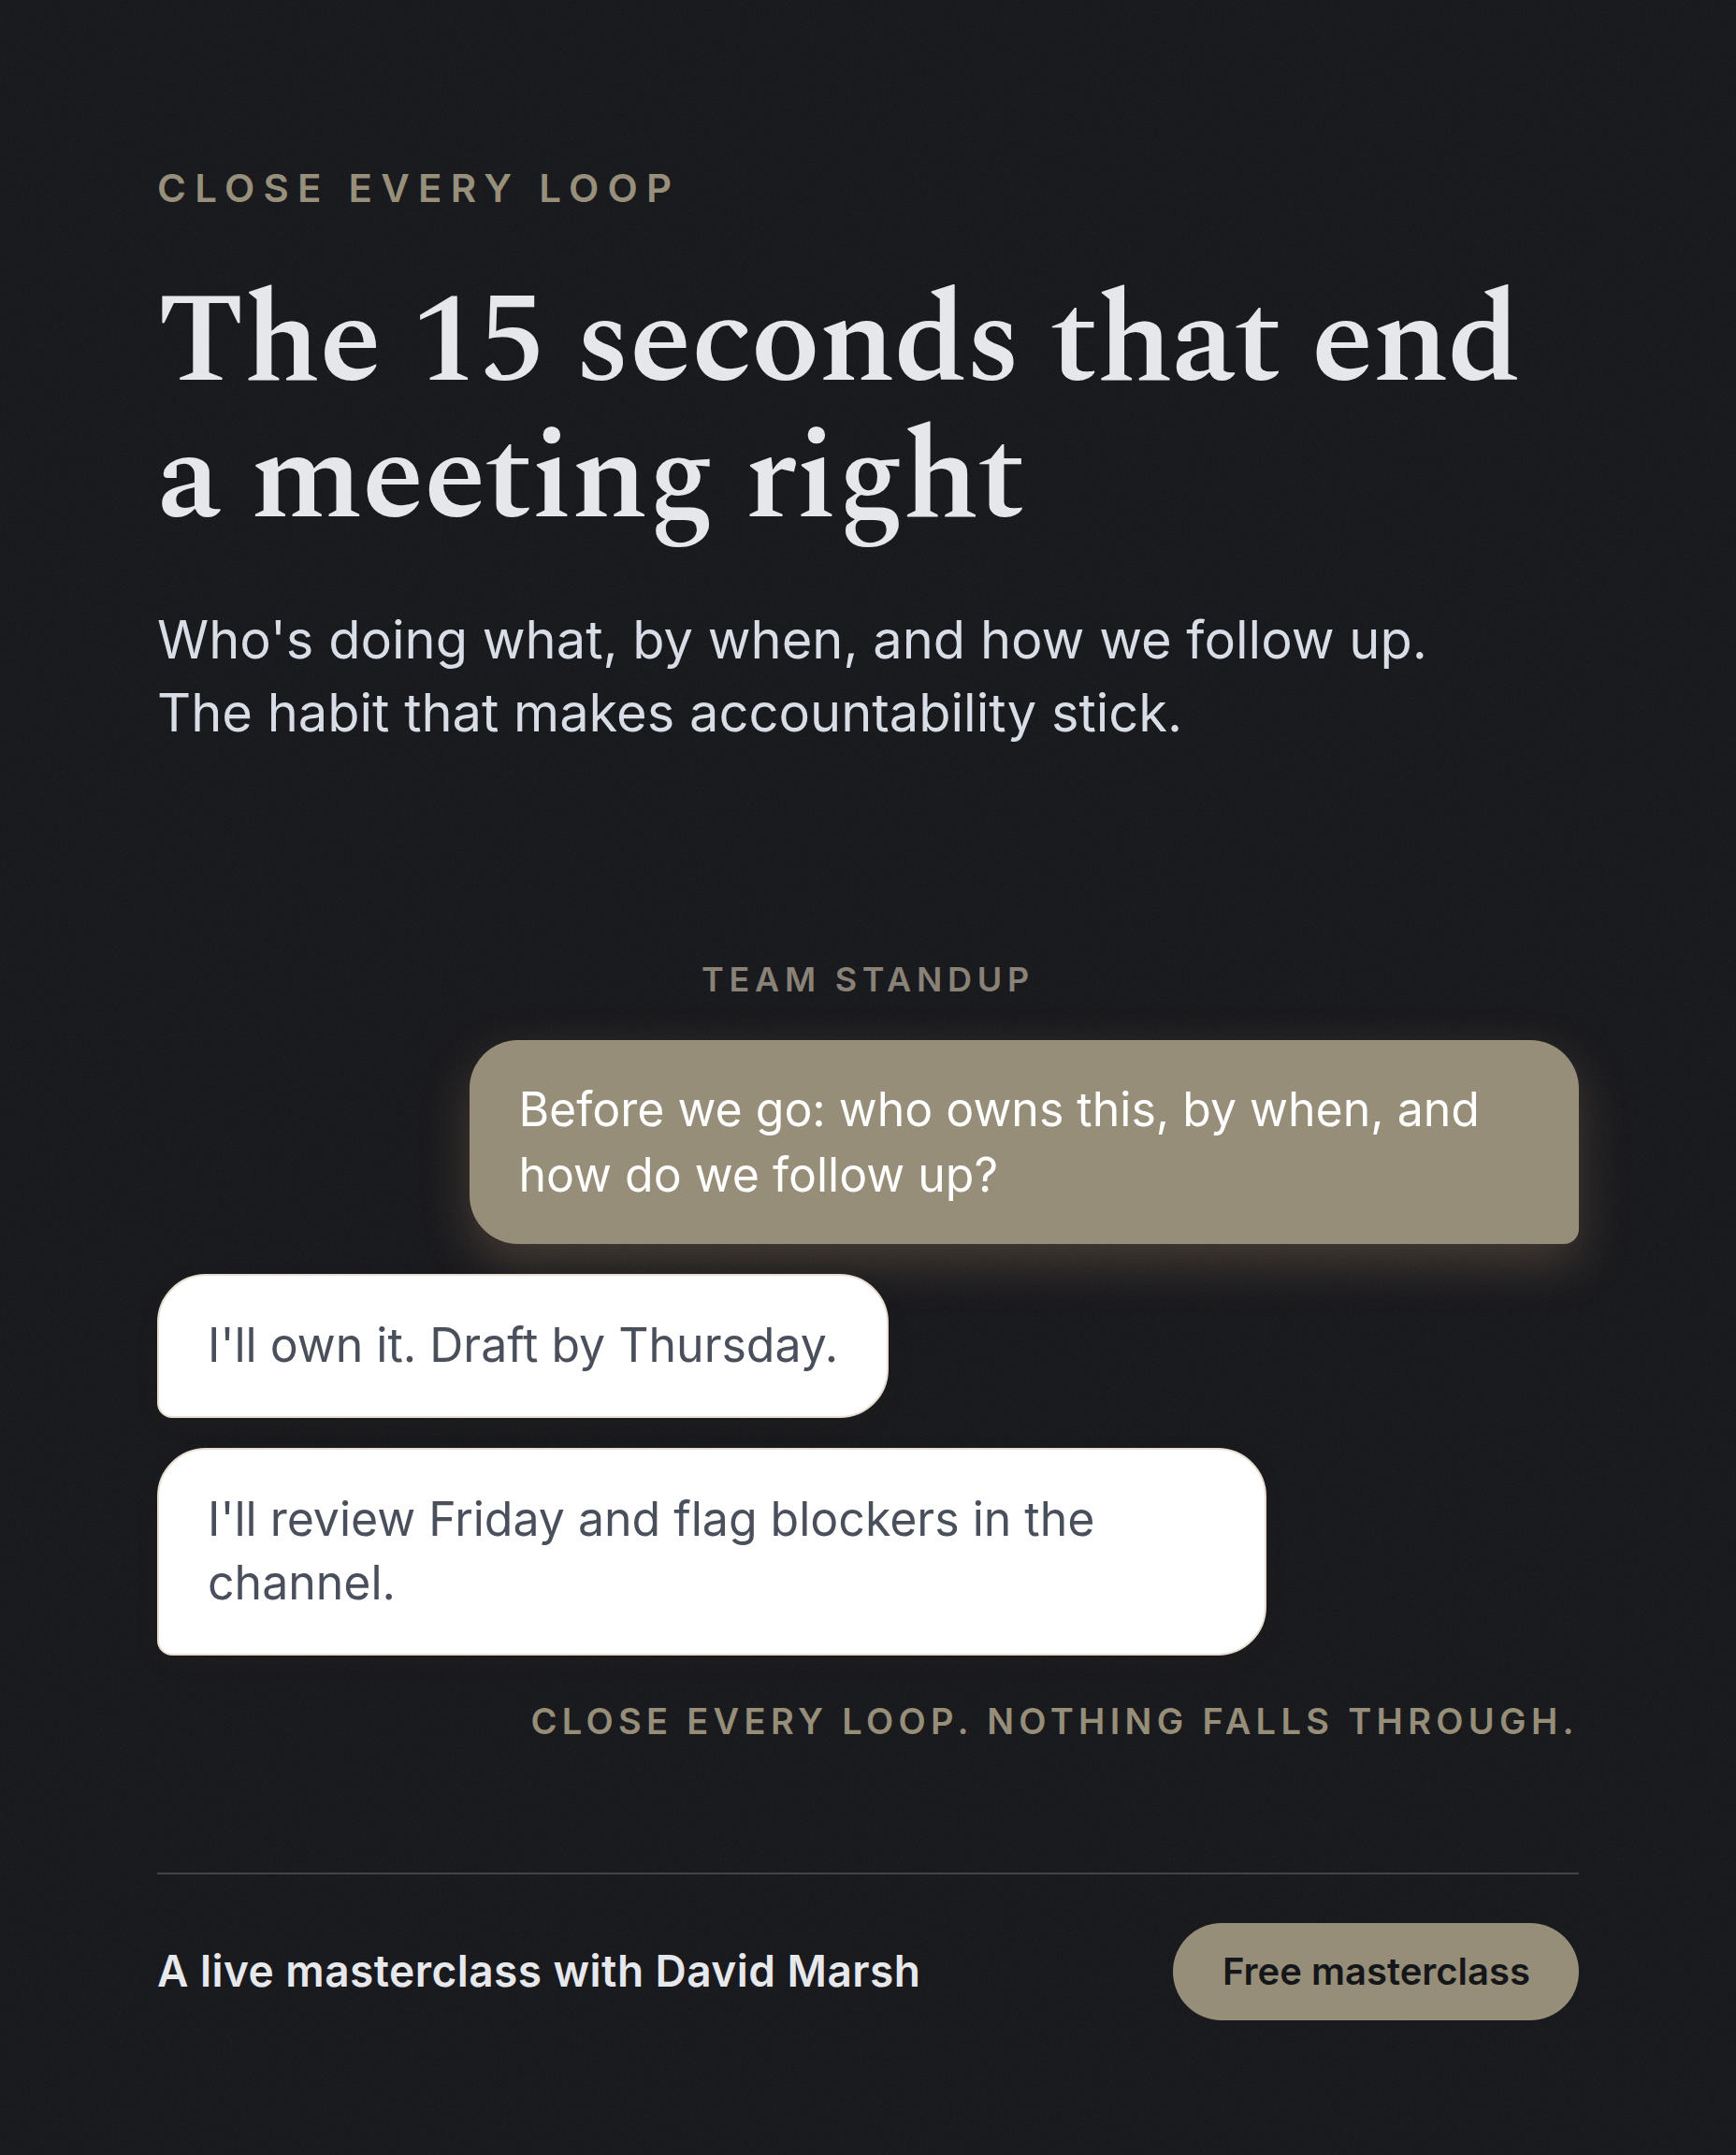 CLOSE EVERY LOOP
The 15 seconds that end
a meeting right
Who's doing what, by when, and how we follow up.
The habit that makes accountability stick.
TEAM STANDUP
Before we go: who owns this, by when, and
how do we follow up?
I'll own it. Draft by Thursday.
I'll review Friday and flag blockers in the
channel.
CLOSE EVERY LOOP. NOTHING FALLS THROUGH.
A live masterclass with David Marsh
Free masterclass